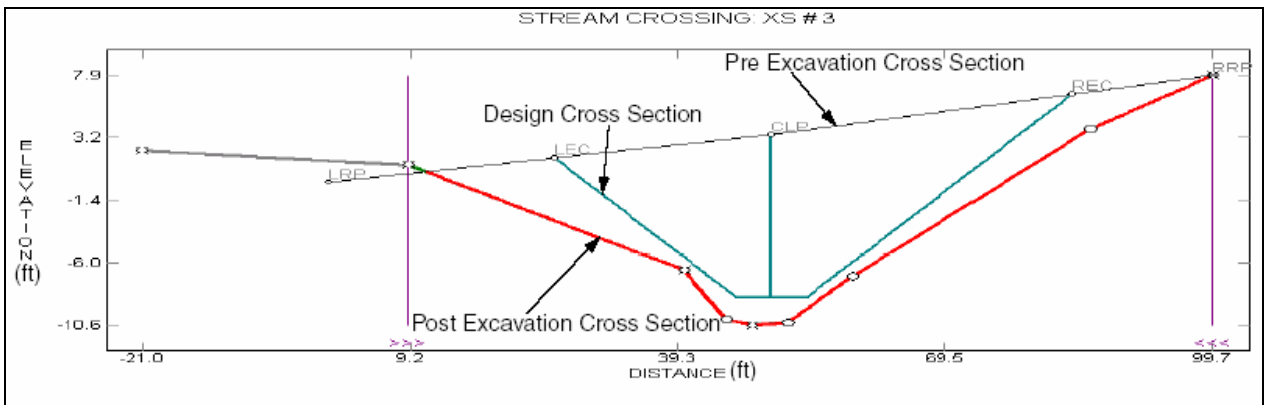 STREAM CROSSING: XS # 3
7.9
3.2
-1.4
-6.0
-10.6
ELEVATION
(ft)
Pre Excavation Cross Section
RRP
REC
Design Cross Section
CLP
LEC
LRP
Post Excavation Cross Section
>>>
<<<
-21.0
9.2
39.3
69.5
99.7
DISTANCE (ft)